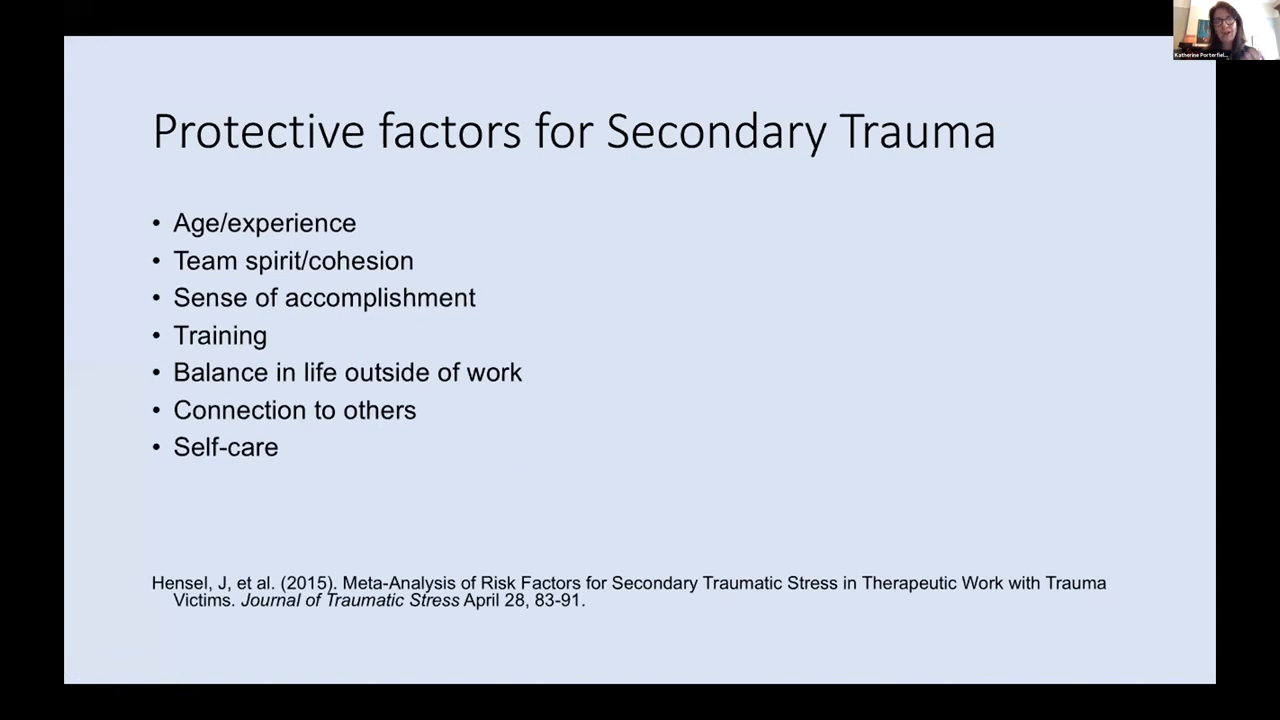 Katherine Porterfiel...
Protective factors for Secondary Trauma
• Age/experience
• Team spirit/cohesion
• Sense of accomplishment
• Training
• Balance in life outside of work
• Connection to others
• Self-care
Hensel, J, et al. (2015). Meta-Analysis of Risk Factors for Secondary Traumatic Stress in Therapeutic Work with Trauma
Victims. Journal of Traumatic Stress April 28, 83-91.